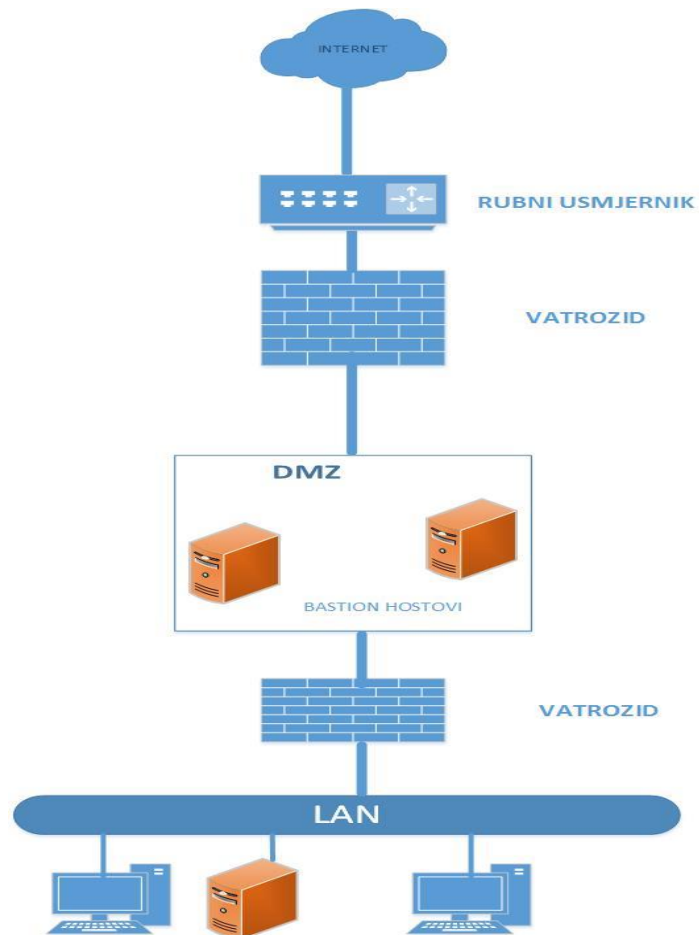 INTERNET
RUBNI USMJERNIK
VATROZID
DMZ
BASTION HOSTOVI
VATROZID
LAN